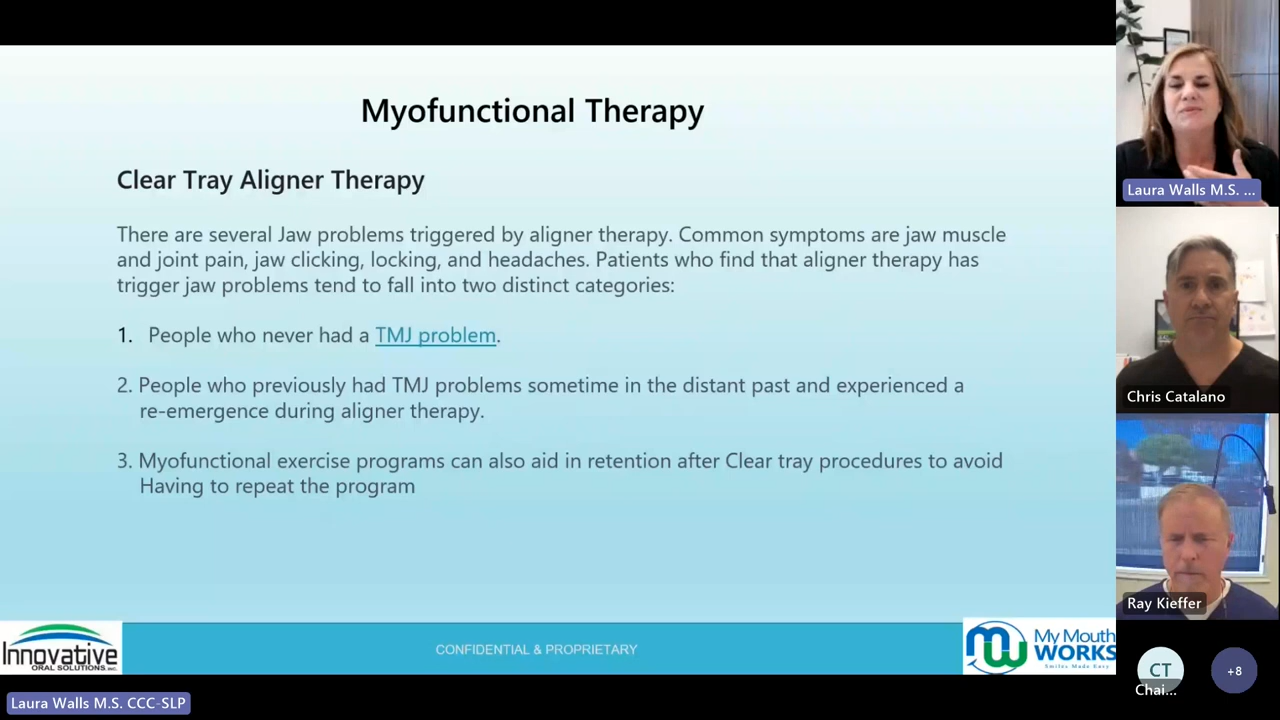 Myofunctional Therapy
Clear Tray Aligner Therapy
There are several Jaw problems triggered by aligner therapy. Common symptoms are jaw muscle
and joint pain, jaw clicking, locking, and headaches. Patients who find that aligner therapy has
trigger jaw problems tend to fall into two distinct categories:
1. People who never had a TMJ problem.
2. People who previously had TMJ problems sometime in the distant past and experienced a
re-emergence during aligner therapy.
3. Myofunctional exercise programs can also aid in retention after Clear tray procedures to avoid
Having to repeat the program
Innovative
ORAL SOLUTIONS, INC.
CONFIDENTIAL & PROPRIETARY
My Mouth
WORKS
Smiles Made Easy
Laura Walls M.S. CCC-SLP
Laura Walls M.S. ...
Chris Catalano
Ray Kieffer
CT
Chai...
+8